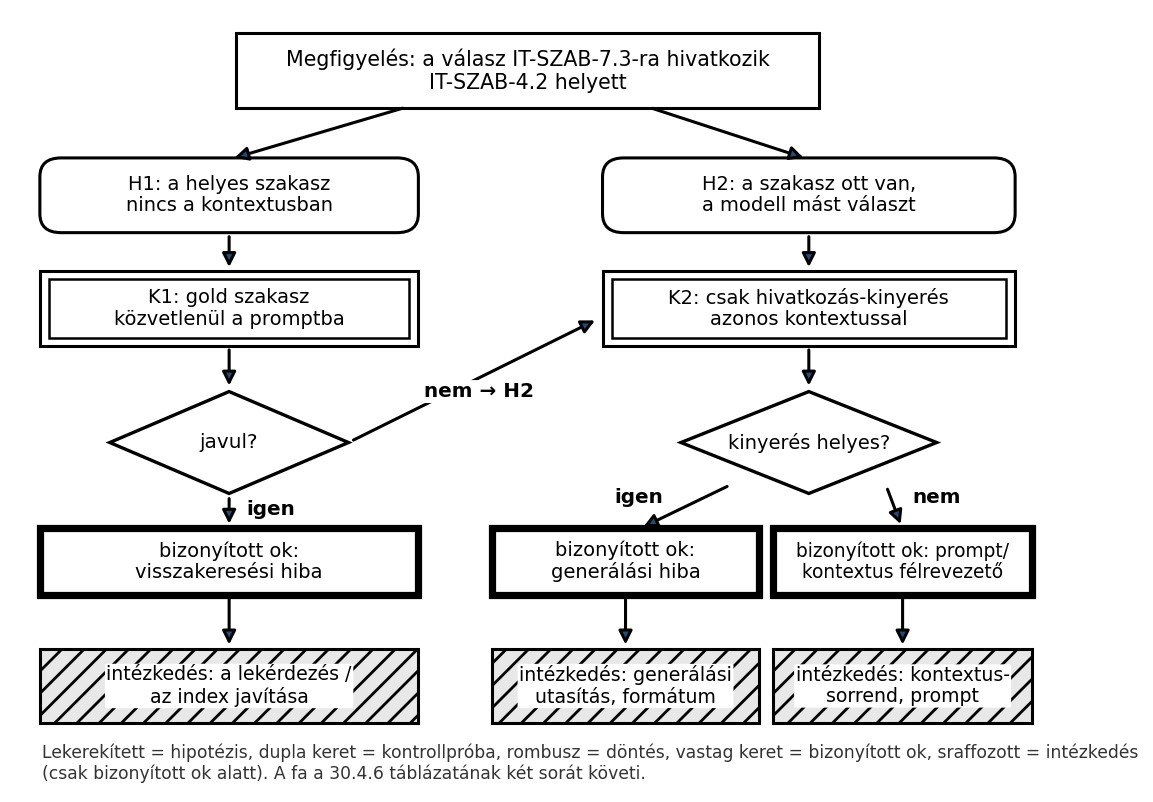 Megfigyelés: a válasz IT-SZAB-7.3-ra hivatkozik
IT-SZAB-4.2 helyett
H1: a helyes szakasz
nincs a kontextusban
H2: a szakasz ott van,
a modell mást választ
K1: gold szakasz
közvetlenül a promptba
K2: csak hivatkozás-kinyerés
azonos kontextussal
nem → H2
javul?
kinyerés helyes?
igen
igen
nem
bizonyított ok:
visszakeresési hiba
bizonyított ok:
generálási hiba
bizonyított ok: prompt/
kontextus félrevezető
intézkedés: a lekérdezés /
az index javítása
intézkedés: generálási
utasítás, formátum
intézkedés: kontextus-
sorrend, prompt
Lekerekített = hipotézis, dupla keret = kontrollpróba, rombusz = döntés, vastag keret = bizonyított ok, sraffozott = intézkedés
(csak bizonyított ok alatt). A fa a 30.4.6 táblázatának két sorát követi.